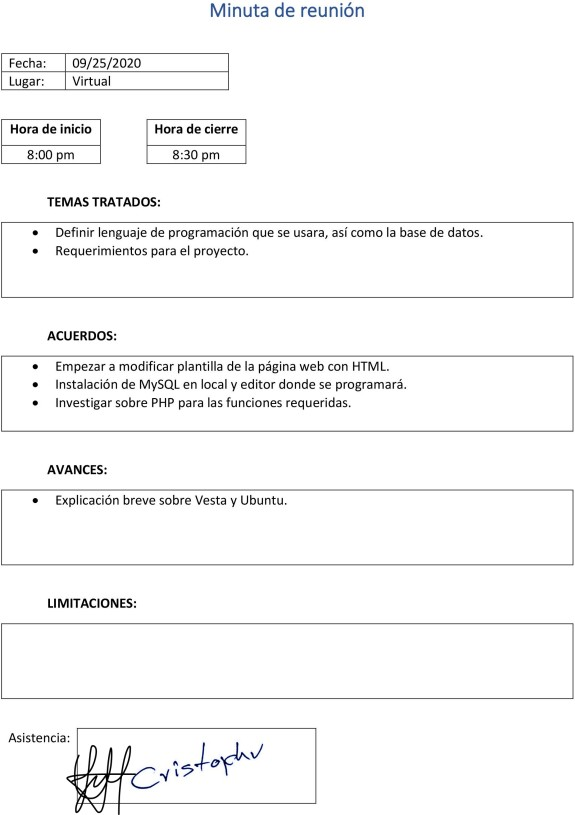 Minuta de reunión
Fecha: 09/25/2020
Lugar: Virtual
Hora de inicio Hora de cierre
8:00 pm 8:30 pm
TEMAS TRATADOS:
• Definir lenguaje de programación que se usara, así como la base de datos.
• Requerimientos para el proyecto.
ACUERDOS:
• Empezar a modificar plantilla de la página web con HTML.
• Instalación de MySQL en local y editor donde se programará.
• Investigar sobre PHP para las funciones requeridas.
AVANCES:
• Explicación breve sobre Vesta y Ubuntu.
LIMITACIONES:
Asistencia: